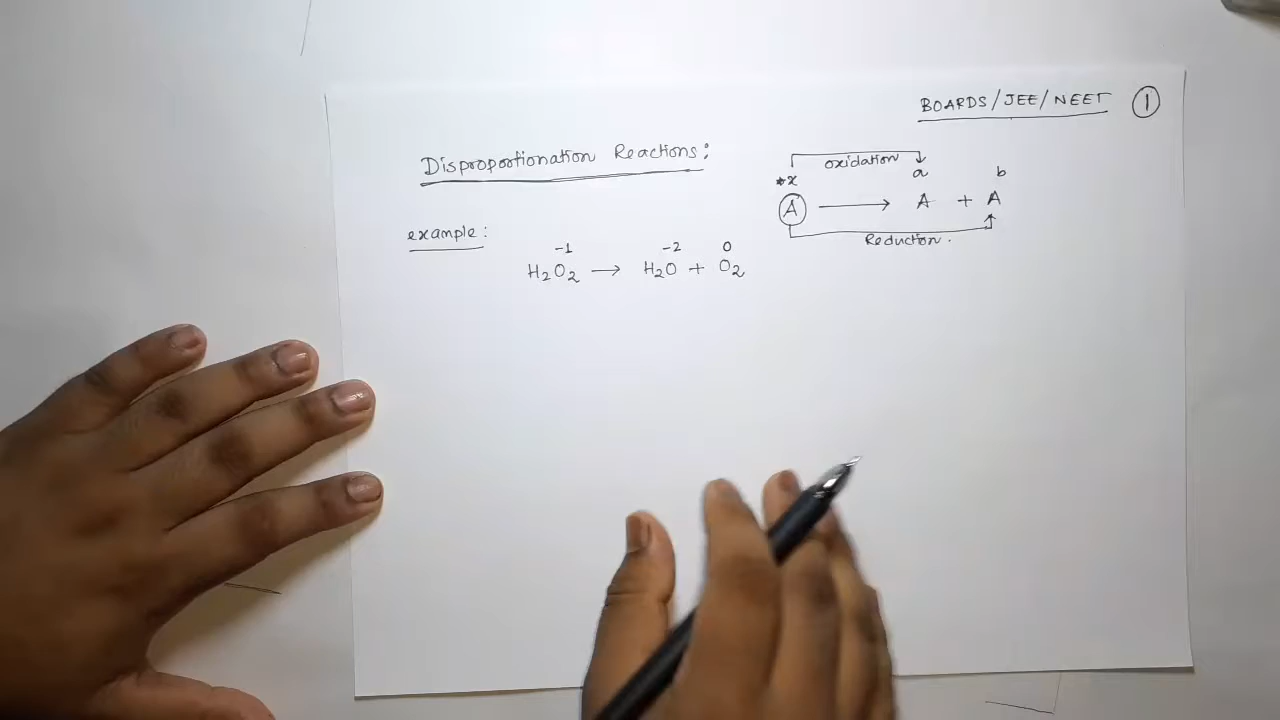 BOARDS/JEE/NEET ①
Disproportionation Reactions:
oxidation
*x a b
A ⟶ A + A
Reduction.
example:
-1 -2 0
H₂O₂ ⟶ H₂O + O₂